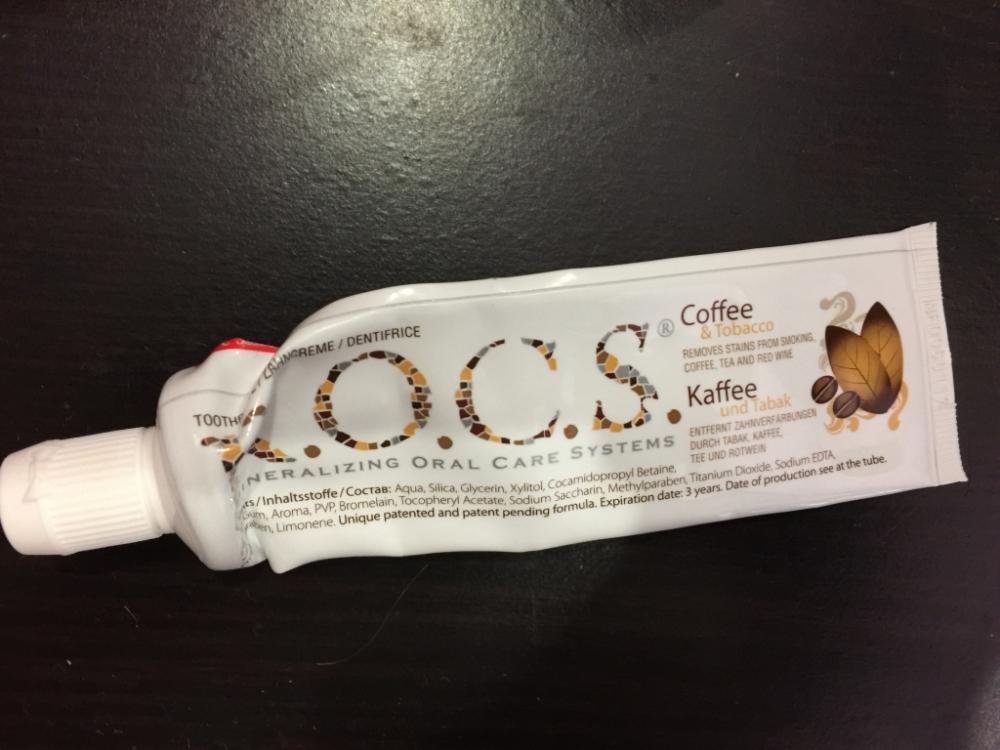 TOOTH
CREME / DENTIFRICE
R.O.C.S.®
NERALIZING ORAL CARE SYSTEMS
Coffee
& Tobacco
REMOVES STAINS FROM SMOKING,
COFFEE, TEA AND RED WINE
Kaffee
und Tabak
ENTFERNT ZAHNVERFÄRBUNGEN
DURCH TABAK, KAFFEE,
TEE UND ROTWEIN
ts / Inhaltsstoffe / Состав: Aqua, Silica, Glycerin, Xylitol, Cocamidopropyl Betaine,
Aroma, PVP, Bromelain, Tocopheryl Acetate, Sodium Saccharin, Methylparaben, Titanium Dioxide, Sodium EDTA,
Limonene. Unique patented and patent pending formula. Expiration date: 3 years. Date of production see at the tube.